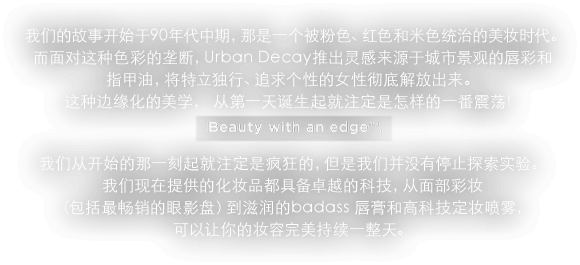 我们的故事开始于90年代中期，那是一个被粉色、红色和米色统治的美妆时代。
而面对这种色彩的垄断，Urban Decay推出灵感来源于城市景观的唇彩和
指甲油，将特立独行、追求个性的女性彻底解放出来。
这种边缘化的美学， 从第一天诞生起就注定是怎样的一番震荡！
Beauty with an edge™!
我们从开始的那一刻起就注定是疯狂的，但是我们并没有停止探索实验。
我们现在提供的化妆品都具备卓越的科技，从面部彩妆
（包括最畅销的眼影盘）到滋润的badass 唇膏和高科技定妆喷雾，
可以让你的妆容完美持续一整天。